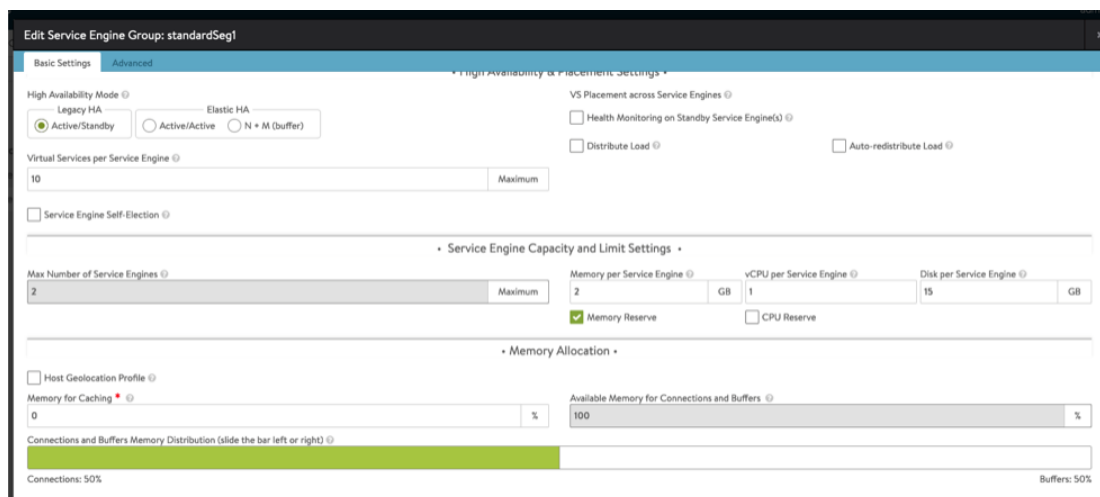 Edit Service Engine Group: standardSeg1
Basic Settings Advanced
• High Availability & Placement Settings •
High Availability Mode
Legacy HA
Active/Standby
Elastic HA
Active/Active N + M (buffer)
VS Placement across Service Engines
Health Monitoring on Standby Service Engine(s)
Distribute Load Auto-redistribute Load
Virtual Services per Service Engine
10 Maximum
Service Engine Self-Election
• Service Engine Capacity and Limit Settings •
Max Number of Service Engines
2 Maximum
Memory per Service Engine vCPU per Service Engine Disk per Service Engine
2 GB 1 15 GB
Memory Reserve CPU Reserve
• Memory Allocation •
Host Geolocation Profile
Memory for Caching * Available Memory for Connections and Buffers
0 % 100 %
Connections and Buffers Memory Distribution (slide the bar left or right)
Connections: 50% Buffers: 50%